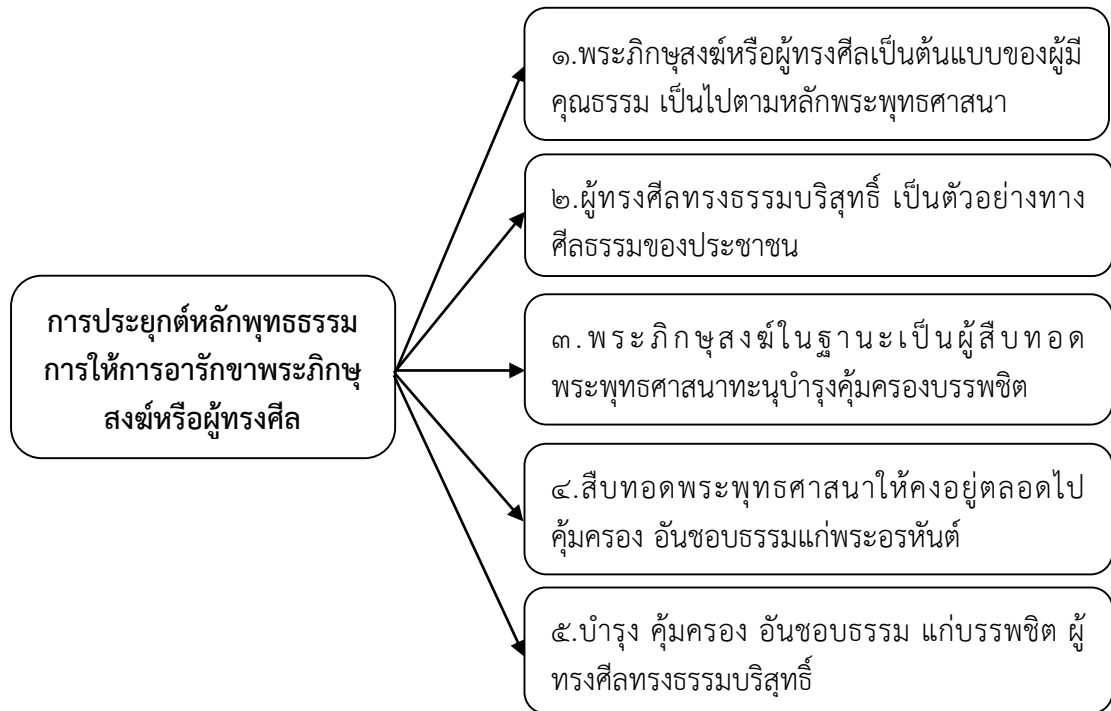 ๑.พระภิกษุสงฆ์หรือผู้ทรงศีลเป็นต้นแบบของผู้มี
คุณธรรม เป็นไปตามหลักพระพุทธศาสนา
๒.ผู้ทรงศีลทรงธรรมบริสุทธิ์ เป็นตัวอย่างทาง
ศีลธรรมของประชาชน
การประยุกต์หลักพุทธธรรม
การให้การอารักขาพระภิกษุ
สงฆ์หรือผู้ทรงศีล
๓.พระภิกษุสงฆ์ในฐานะเป็นผู้สืบทอด
พระพุทธศาสนาทะนุบำรุงคุ้มครองบรรพชิต
๔.สืบทอดพระพุทธศาสนาให้คงอยู่ตลอดไป
คุ้มครอง อันชอบธรรมแก่พระอรหันต์
๕.บำรุง คุ้มครอง อันชอบธรรม แก่บรรพชิต ผู้
ทรงศีลทรงธรรมบริสุทธิ์